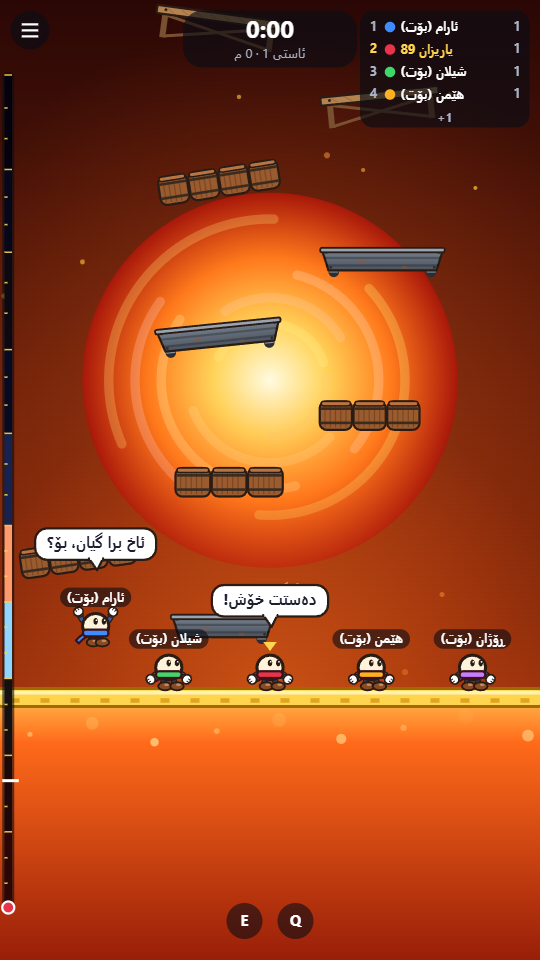 0:00
ئاستی 1 · 0 م
1 ئارام (بۆت) 1
2 یاریزان 89 1
3 شیلان (بۆت) 1
4 هێمن (بۆت) 1
+1
ئاخ برا گیان، بۆ؟
دەستت خۆش!
ئارام (بۆت)
شیلان (بۆت)
هێمن (بۆت)
ڕۆژان (بۆت)
E
Q